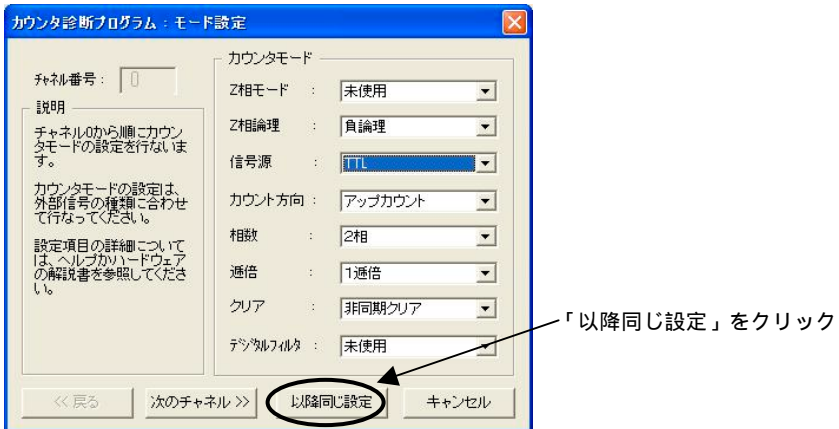 カウンタ診断プログラム：モード設定
チャネル番号： 0
説明
チャネル0から順にカウン
タモードの設定を行ないま
す。
カウンタモードの設定は、
外部信号の種類に合わせ
て行なってください。
設定項目の詳細について
は、ヘルプかハードウェア
の解説書を参照してくださ
い。
カウンタモード
Z相モード ： 未使用
Z相論理 ： 負論理
信号源 ： TTL
カウント方向： アップカウント
相数 ： 2相
逓倍 ： 1逓倍
クリア ： 非同期クリア
デジタルフィルタ ： 未使用
「以降同じ設定」をクリック
<< 戻る 次のチャネル >> 以降同じ設定 キャンセル